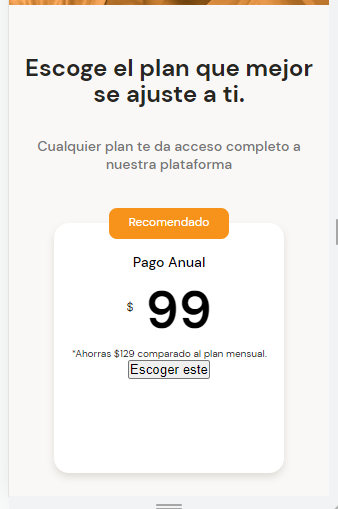 Escoge el plan que mejor
se ajuste a ti.
Cualquier plan te da acceso completo a
nuestra plataforma
Recomendado
Pago Anual
$ 99
*Ahorras $129 comparado al plan mensual.
Escoger este